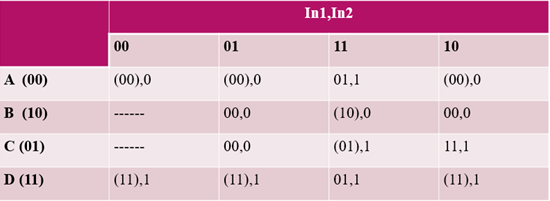 In1,In2
00 01 11 10
A (00) (00),0 (00),0 01,1 (00),0
B (10) ------ 00,0 (10),0 00,0
C (01) ------ 00,0 (01),1 11,1
D (11) (11),1 (11),1 01,1 (11),1